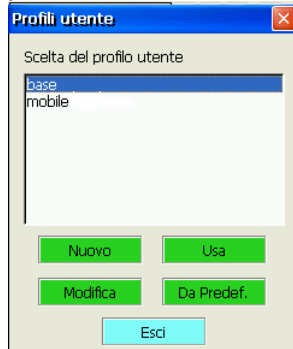 Profili utente
Scelta del profilo utente
base
mobile
Nuovo
Usa
Modifica
Da Predef.
Esci